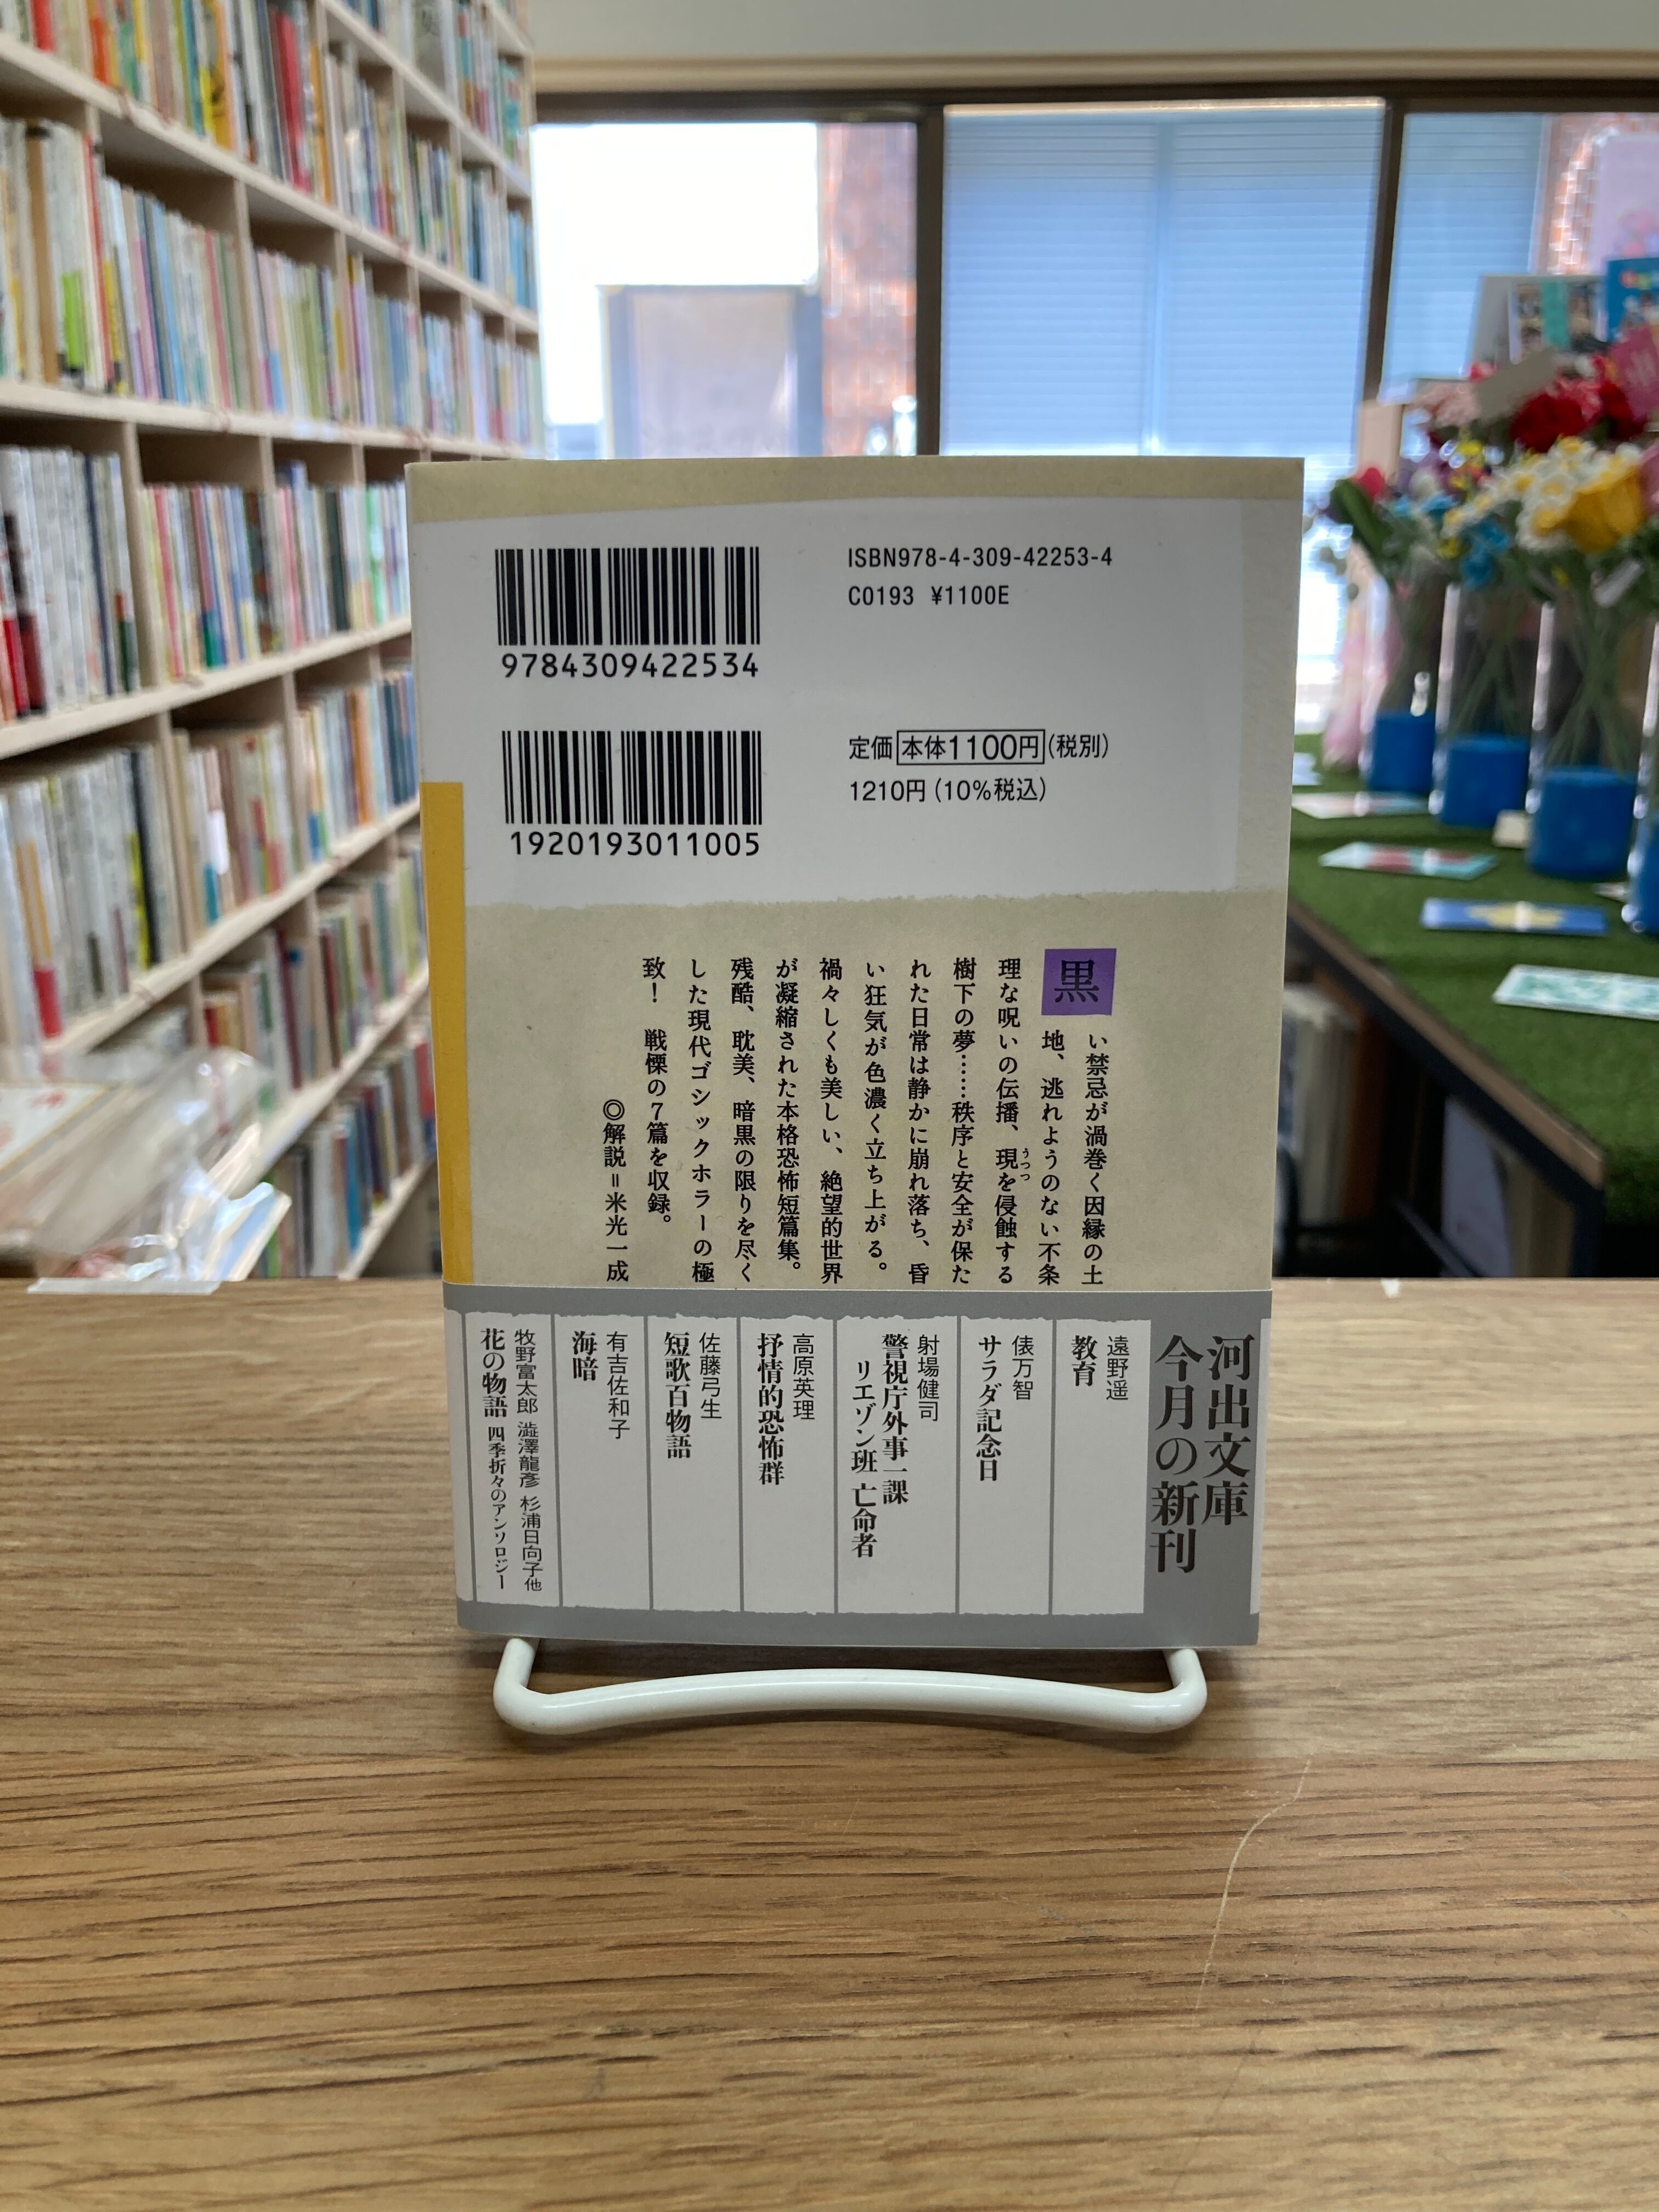 9784309422534
1920193011005
ISBN978-4-309-42253-4
C0193 ¥1100E
定価 本体1100円(税別)
1210円(10%税込)
黒い禁忌が渦巻く因縁の土
地、逃れようのない不条
理な呪いの伝播、現を侵蝕する
うつつ
樹下の夢……秩序と安全が保た
れた日常は静かに崩れ落ち、昏
い狂気が色濃く立ち上がる。
禍々しくも美しい、絶望的世界
が凝縮された本格恐怖短篇集。
残酷、耽美、暗黒の限りを尽く
した現代ゴシックホラーの極
致！ 戦慄の7篇を収録。
◎解説=米光一成
河出文庫
今月の新刊
遠野遥
教育
俵万智
サラダ記念日
射場健司
警視庁外事一課
リエゾン班 亡命者
高原英理
抒情的恐怖群
佐藤弓生
短歌百物語
有吉佐和子
海暗
牧野富太郎 澁澤龍彥 杉浦日向子他
花の物語 四季折々のアンソロジー